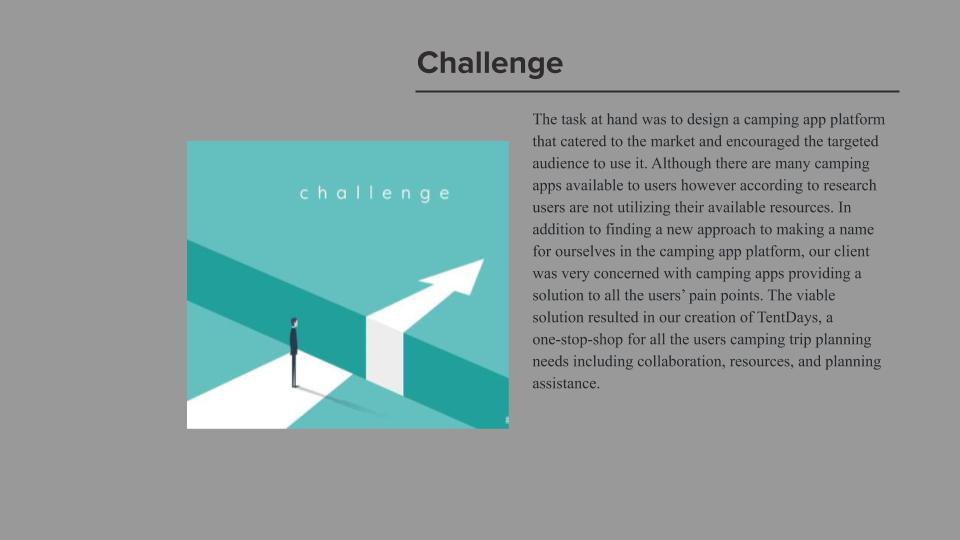 Challenge
challenge
The task at hand was to design a camping app platform
that catered to the market and encouraged the targeted
audience to use it. Although there are many camping
apps available to users however according to research
users are not utilizing their available resources. In
addition to finding a new approach to making a name
for ourselves in the camping app platform, our client
was very concerned with camping apps providing a
solution to all the users’ pain points. The viable
solution resulted in our creation of TentDays, a
one-stop-shop for all the users camping trip planning
needs including collaboration, resources, and planning
assistance.